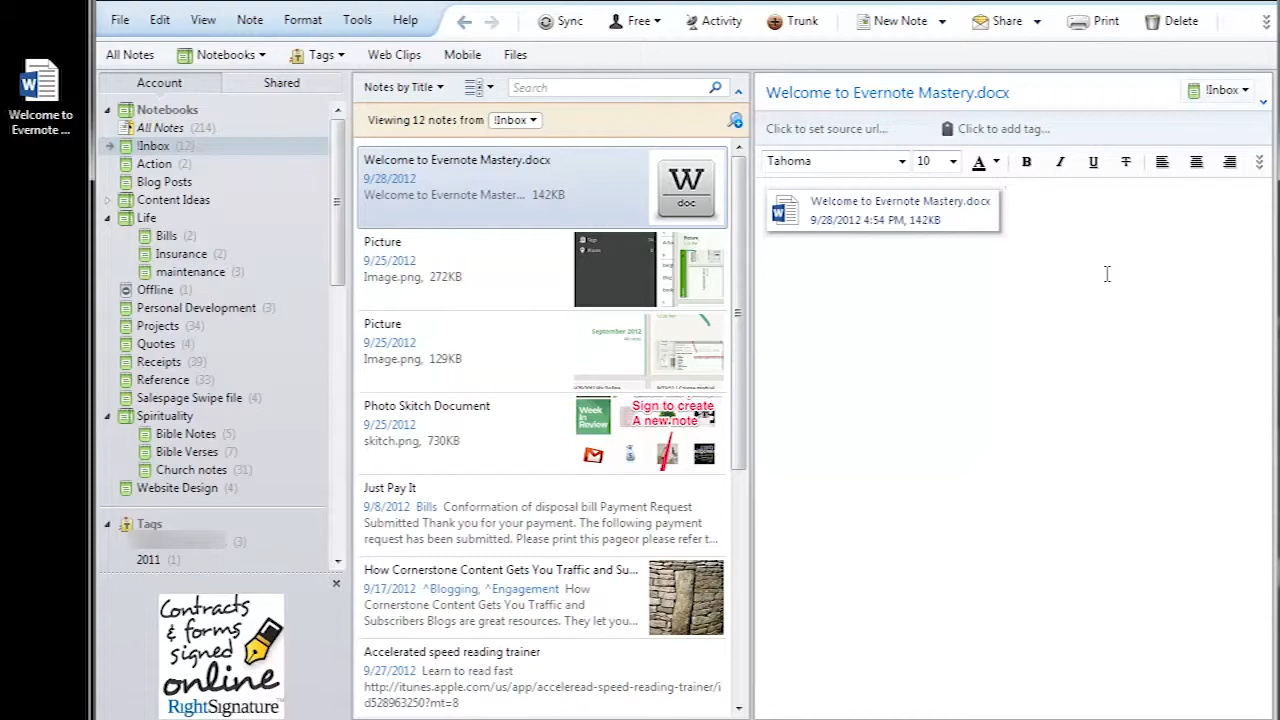 File Edit View Note Format Tools Help Sync Free Activity Trunk New Note Share Print Delete
All Notes Notebooks Tags Web Clips Mobile Files
Welcome to
Evernote ...
Account Shared
Notebooks
All Notes (214)
!Inbox (12)
Action (2)
Blog Posts
Content Ideas
Life
Bills (2)
Insurance (2)
maintenance (3)
Offline (1)
Personal Development (3)
Projects (34)
Quotes (4)
Receipts (39)
Reference (33)
Salespage Swipe file (4)
Spirituality
Bible Notes (5)
Bible Verses (7)
Church notes (31)
Website Design (4)
Tags
(3)
2011 (1)
Contracts
& forms
signed
online
RightSignature
Notes by Title Search
Viewing 12 notes from !Inbox
Welcome to Evernote Mastery.docx
9/28/2012
Welcome to Evernote Master... 142KB
W
doc
Picture
9/25/2012
Image.png, 272KB
Picture
9/25/2012
Image.png, 129KB
September 2012
Photo Skitch Document
9/25/2012
skitch.png, 730KB
Week
In
Review
Sign to create
A new note
Just Pay It
9/8/2012 Bills Conformation of disposal bill Payment Request
Submitted Thank you for your payment. The following payment
request has been submitted. Please print this pageor please refer t...
How Cornerstone Content Gets You Traffic and Su...
9/17/2012 ^Blogging, ^Engagement How
Cornerstone Content Gets You Traffic and
Subscribers Blogs are great resources. They let you...
Accelerated speed reading trainer
9/27/2012 Learn to read fast
http://itunes.apple.com/us/app/acceleread-speed-reading-trainer/i
d528963250?mt=8
Welcome to Evernote Mastery.docx !Inbox
Click to set source url... Click to add tag...
Tahoma 10 A B I U T
Welcome to Evernote Mastery.docx
9/28/2012 4:54 PM, 142KB